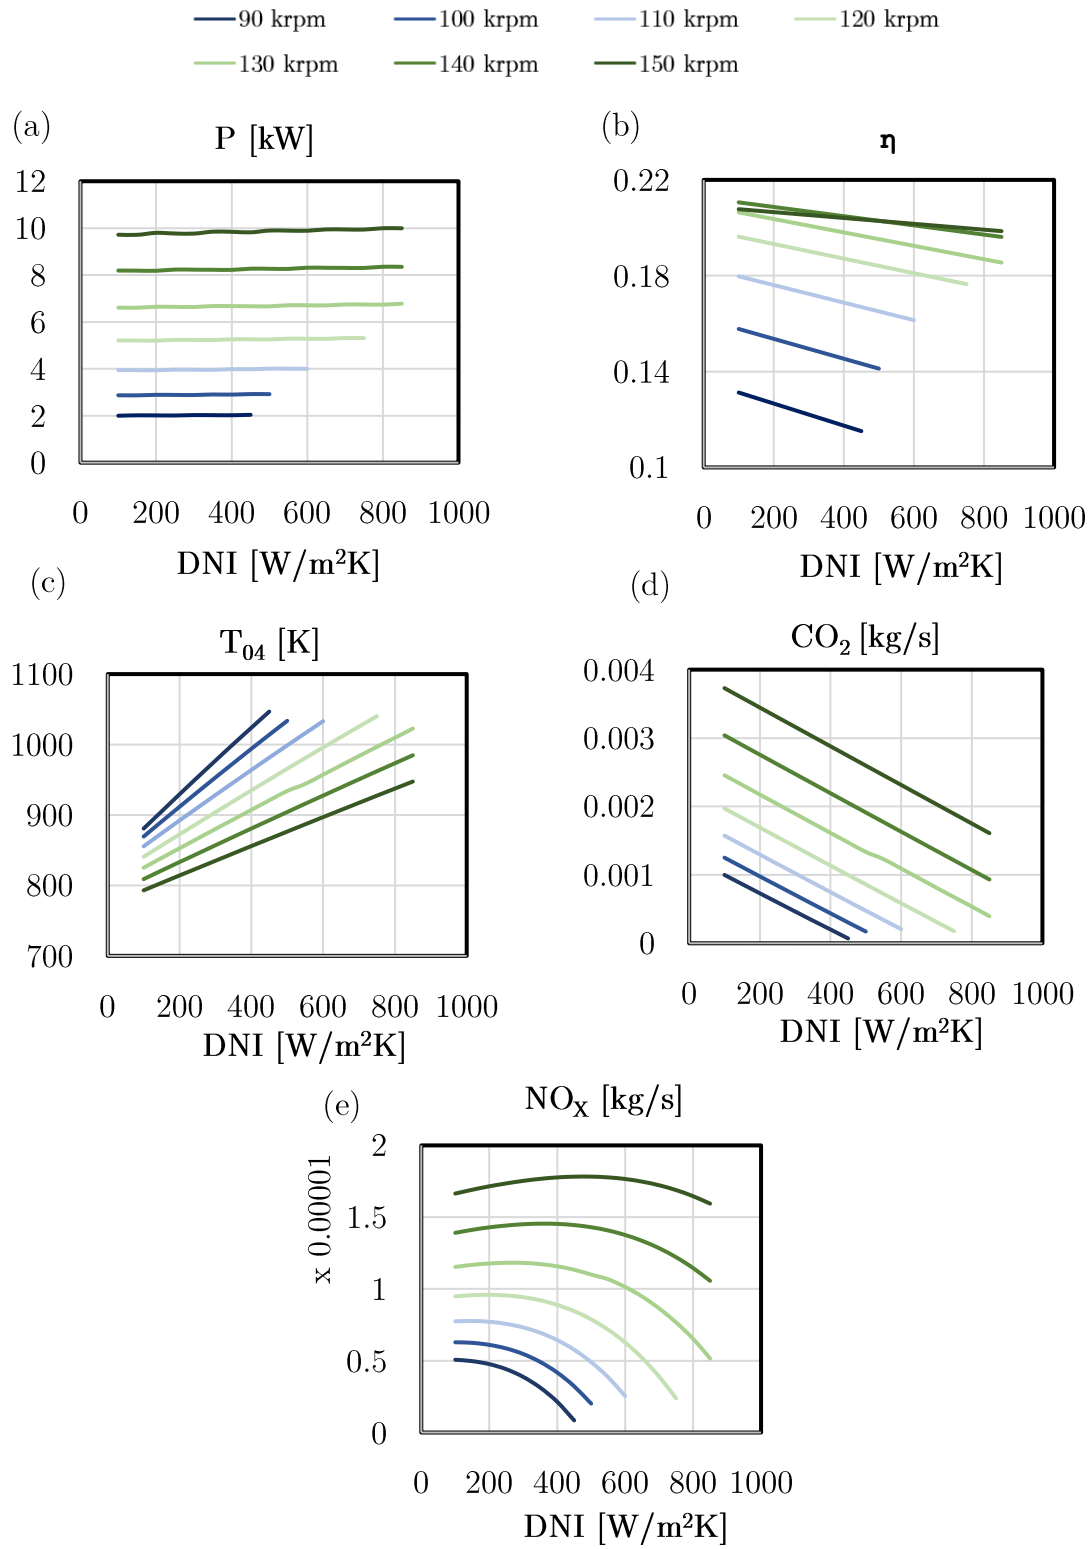 90 krpm 100 krpm 110 krpm 120 krpm
130 krpm 140 krpm 150 krpm
(a)
P [kW]
12
10
8
6
4
2
0
0 200 400 600 800 1000
DNI [W/m²K]
(b)
η
0.22
0.18
0.14
0.1
0 200 400 600 800 1000
DNI [W/m²K]
(c)
T₀₄ [K]
1100
1000
900
800
700
0 200 400 600 800 1000
DNI [W/m²K]
(d)
CO₂ [kg/s]
0.004
0.003
0.002
0.001
0
0 200 400 600 800 1000
DNI [W/m²K]
(e)
NOX [kg/s]
x 0.00001
2
1.5
1
0.5
0
0 200 400 600 800 1000
DNI [W/m²K]